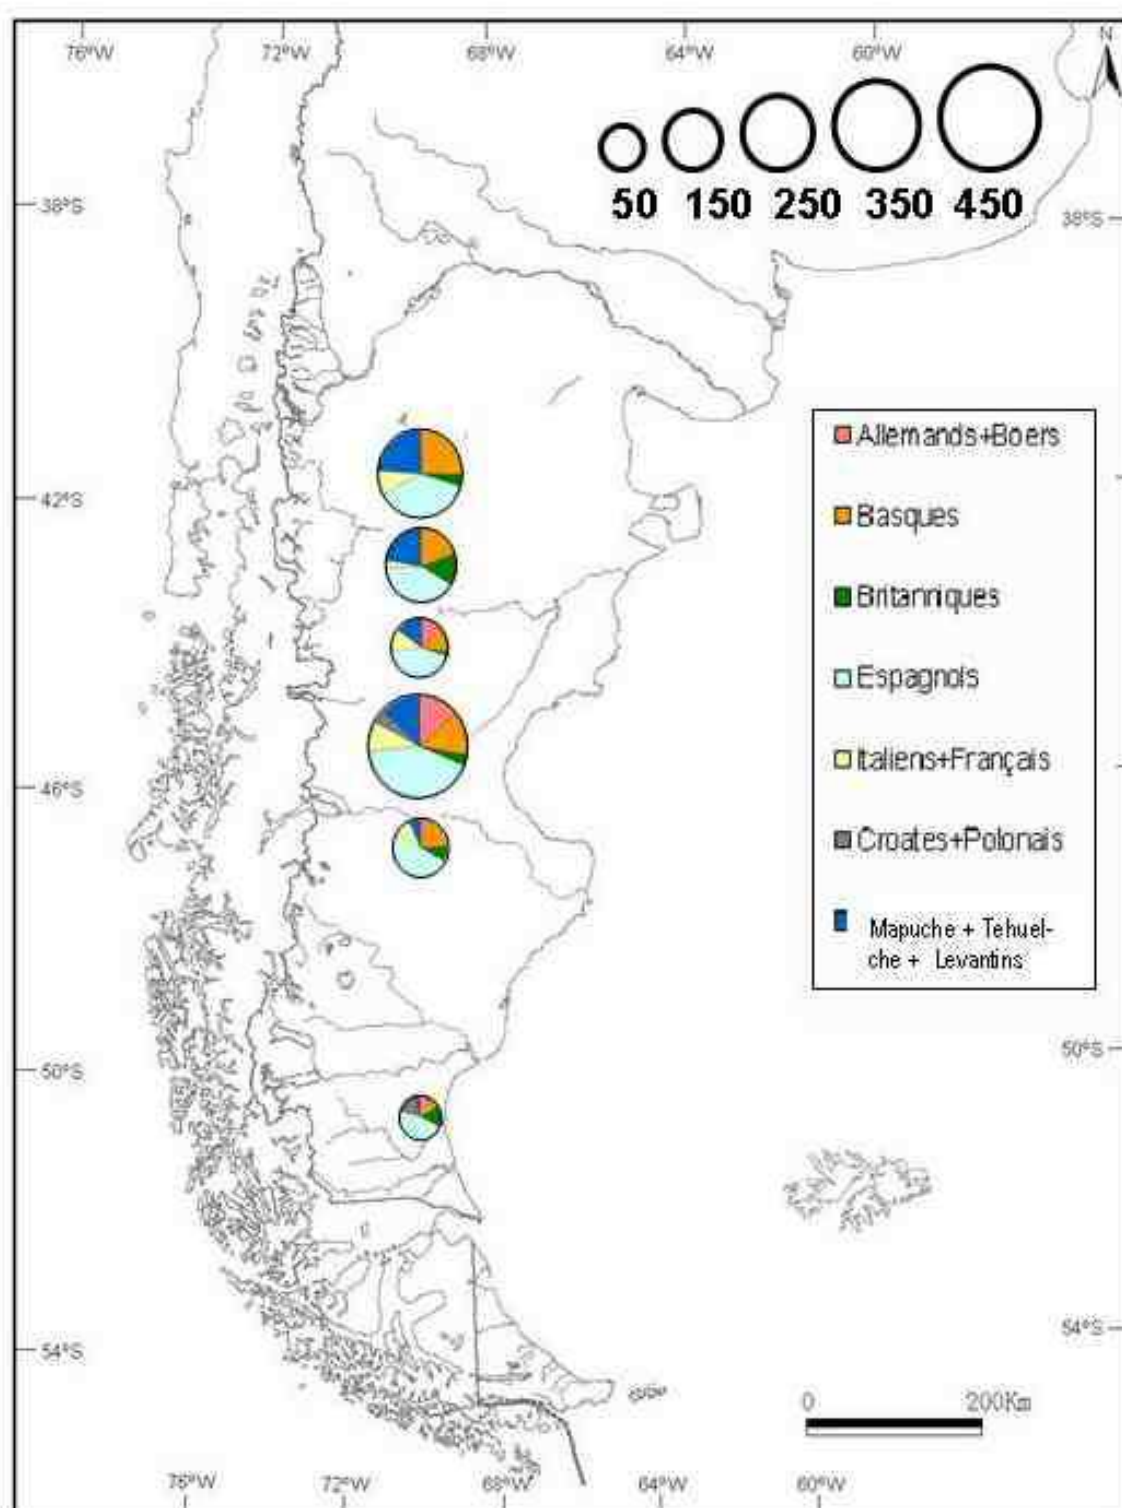 76°W 72°W 68°W 64°W 60°W N
50 150 250 350 450
38°S 38°S
42°S
Allemands+Boers
Basques
Britanniques
Espagnols
Italiens+Français
Croates+Polonais
Mapuche + Tehuel-
che + Levantins
46°S
50°S 50°S
54°S 54°S
0 200Km
76°W 72°W 68°W 64°W 60°W